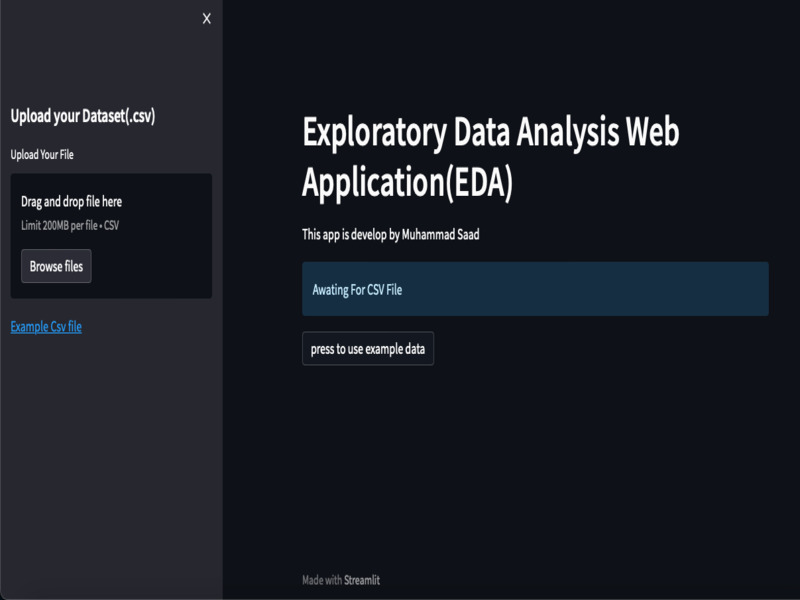 X
Upload your Dataset(.csv)
Upload Your File
Drag and drop file here
Limit 200MB per file • CSV
Browse files
Example Csv file
Exploratory Data Analysis Web
Application(EDA)
This app is develop by Muhammad Saad
Awating For CSV File
press to use example data
Made with Streamlit